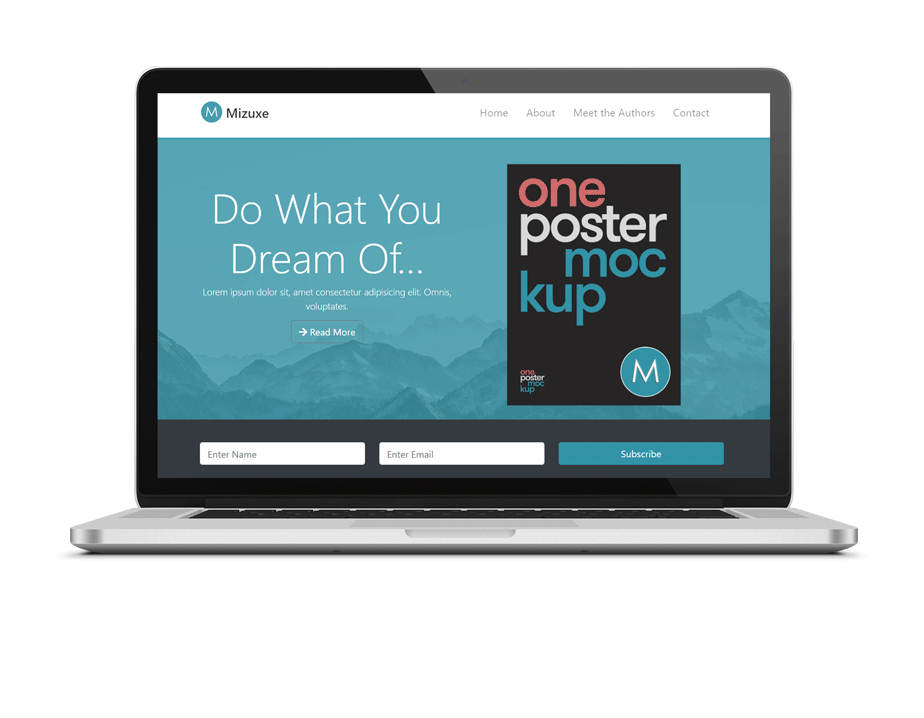 M Mizuxe
Home About Meet the Authors Contact
Do What You
Dream Of...
Lorem ipsum dolor sit, amet consectetur adipisicing elit. Omnis,
voluptates.
Read More
one
poster
moc
kup
one
poster
moc
kup
M
Enter Name
Enter Email
Subscribe